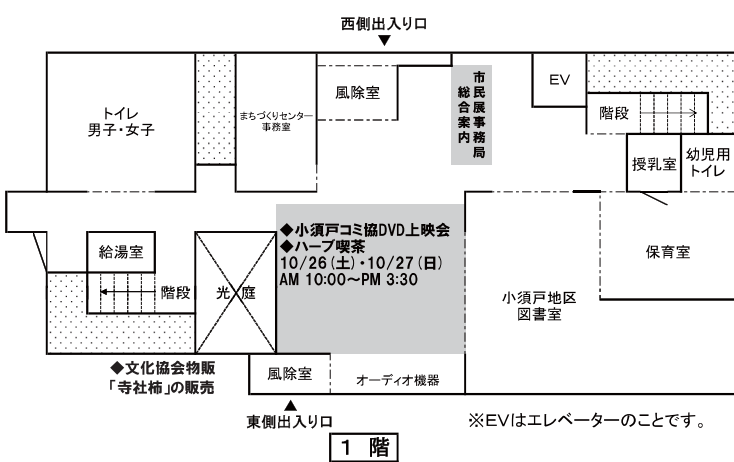 西側出入り口
トイレ
男子・女子
まちづくりセンター
事務室
風除室
市民展事務局
総合案内
EV
階段
授乳室
幼児用
トイレ
給湯室
階段
光庭
◆小須戸コミ協DVD上映会
◆ハーブ喫茶
10/26(土)・10/27(日)
AM 10:00～PM 3:30
保育室
小須戸地区
図書室
◆文化協会物販
「寺社柿」の販売
風除室
オーディオ機器
東側出入り口
※EVはエレベーターのことです。
1 階